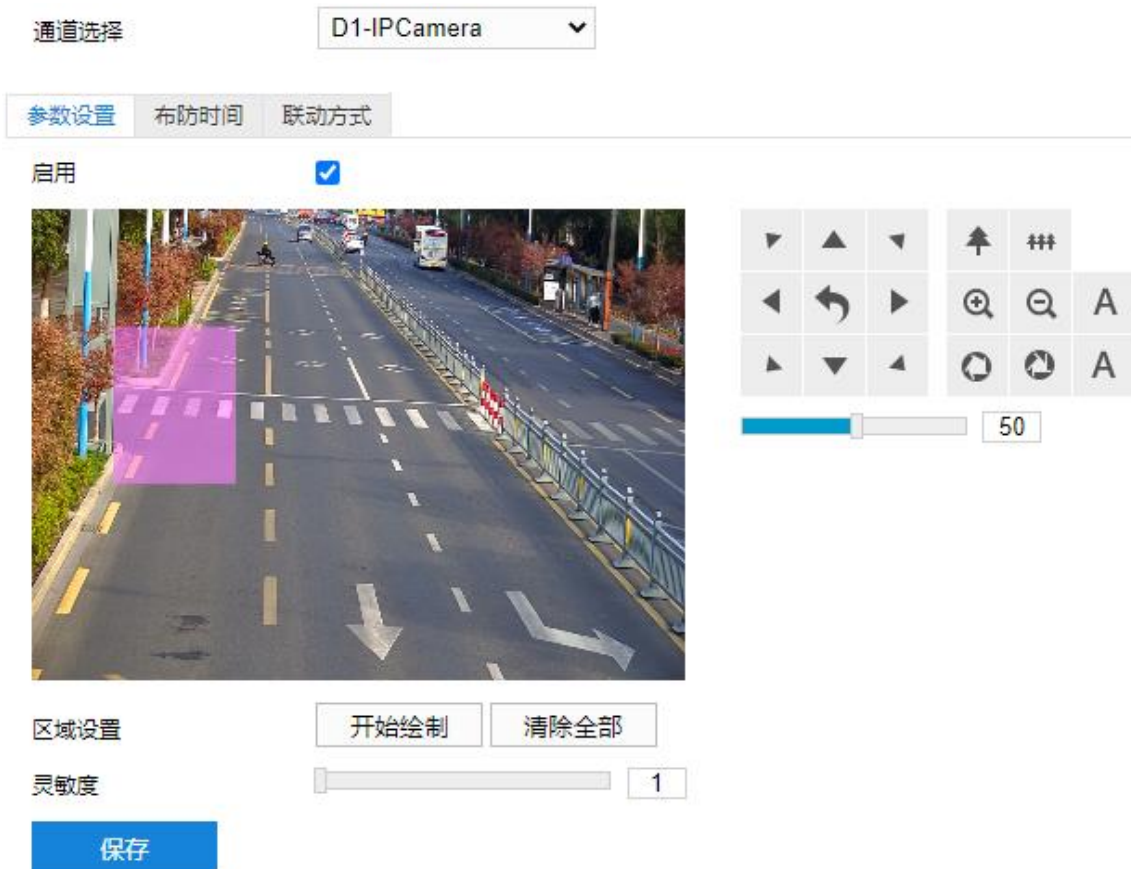 通道选择
D1-IPCamera
参数设置 布防时间 联动方式
启用
A
A
50
区域设置 开始绘制 清除全部
灵敏度 1
保存